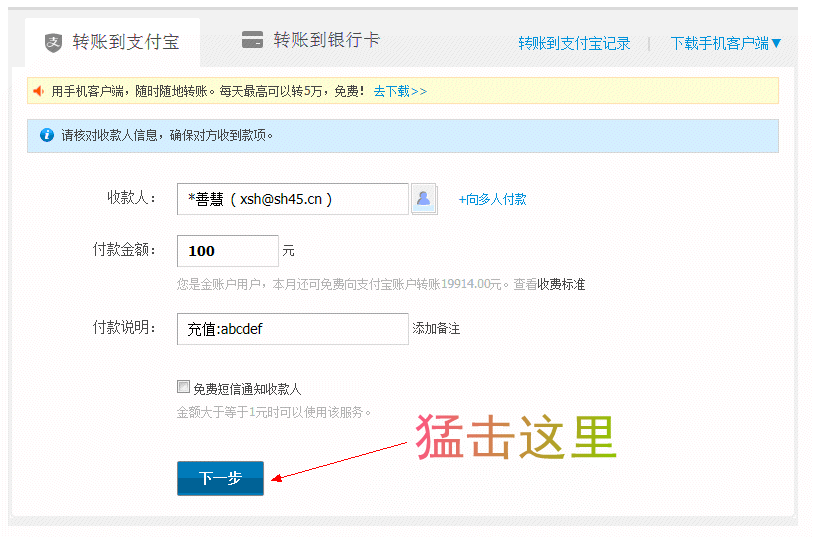 转账到支付宝 转账到银行卡 转账到支付宝记录 | 下载手机客户端▼
用手机客户端，随时随地转账。每天最高可以转5万，免费！ 去下载>>
请核对收款人信息，确保对方收到款项。
收款人： *善慧（xsh@sh45.cn） +向多人付款
付款金额： 100 元
您是金账户用户，本月还可免费向支付宝账户转账19914.00元。查看收费标准
付款说明： 充值:abcdef 添加备注
免费短信通知收款人
金额大于等于1元时可以使用该服务。
猛击这里
下一步